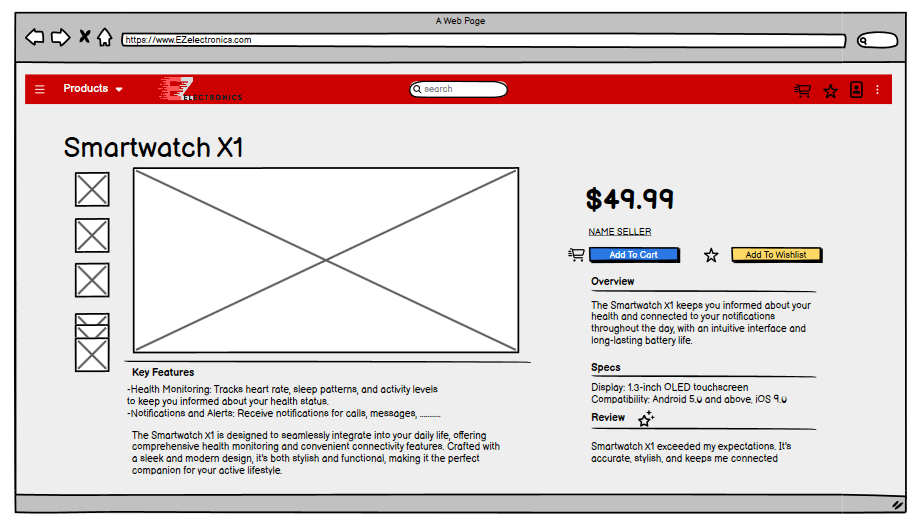 A Web Page
https://www.EZelectronics.com
Products
EZ
ELECTRONICS
search
Smartwatch X1
$49.99
NAME SELLER
Add To Cart
Add To Wishlist
Overview
The Smartwatch X1 keeps you informed about your
health and connected to your notifications
throughout the day, with an intuitive interface and
long-lasting battery life.
Specs
Display: 1.3-inch OLED touchscreen
Compatibility: Android 5.0 and above, iOS 9.0
Review
Smartwatch X1 exceeded my expectations. It's
accurate, stylish, and keeps me connected
Key Features
-Health Monitoring: Tracks heart rate, sleep patterns, and activity levels
to keep you informed about your health status.
-Notifications and Alerts: Receive notifications for calls, messages, ..........
The Smartwatch X1 is designed to seamlessly integrate into your daily life, offering
comprehensive health monitoring and convenient connectivity features. Crafted with
a sleek and modern design, it's both stylish and functional, making it the perfect
companion for your active lifestyle.